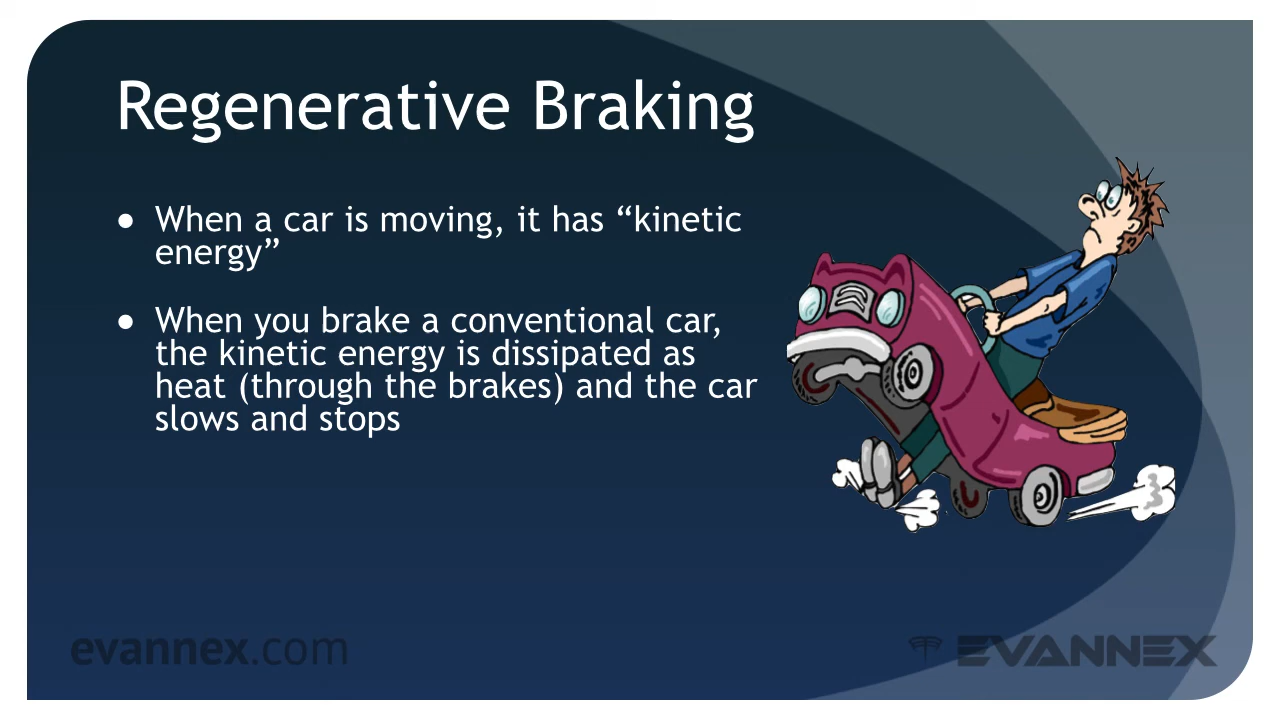 Regenerative Braking
● When a car is moving, it has “kinetic
energy”
● When you brake a conventional car,
the kinetic energy is dissipated as
heat (through the brakes) and the car
slows and stops
evannex.com
EVANNEX